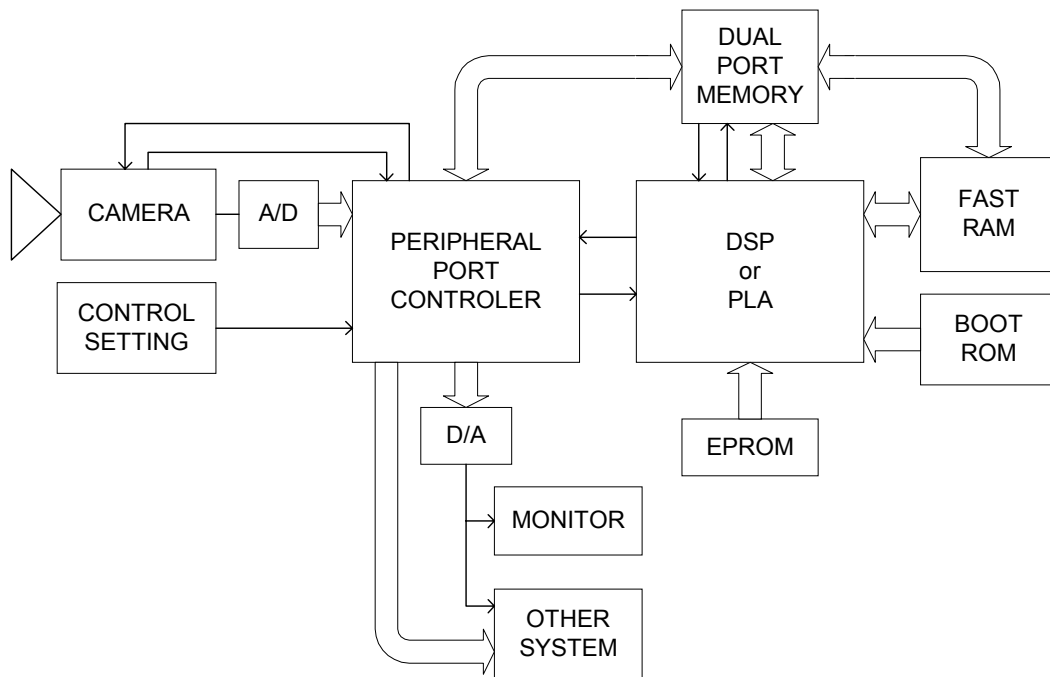 DUAL
PORT
MEMORY
CAMERA
A/D
PERIPHERAL
PORT
CONTROLER
DSP
or
PLA
FAST
RAM
CONTROL
SETTING
BOOT
ROM
D/A
EPROM
MONITOR
OTHER
SYSTEM